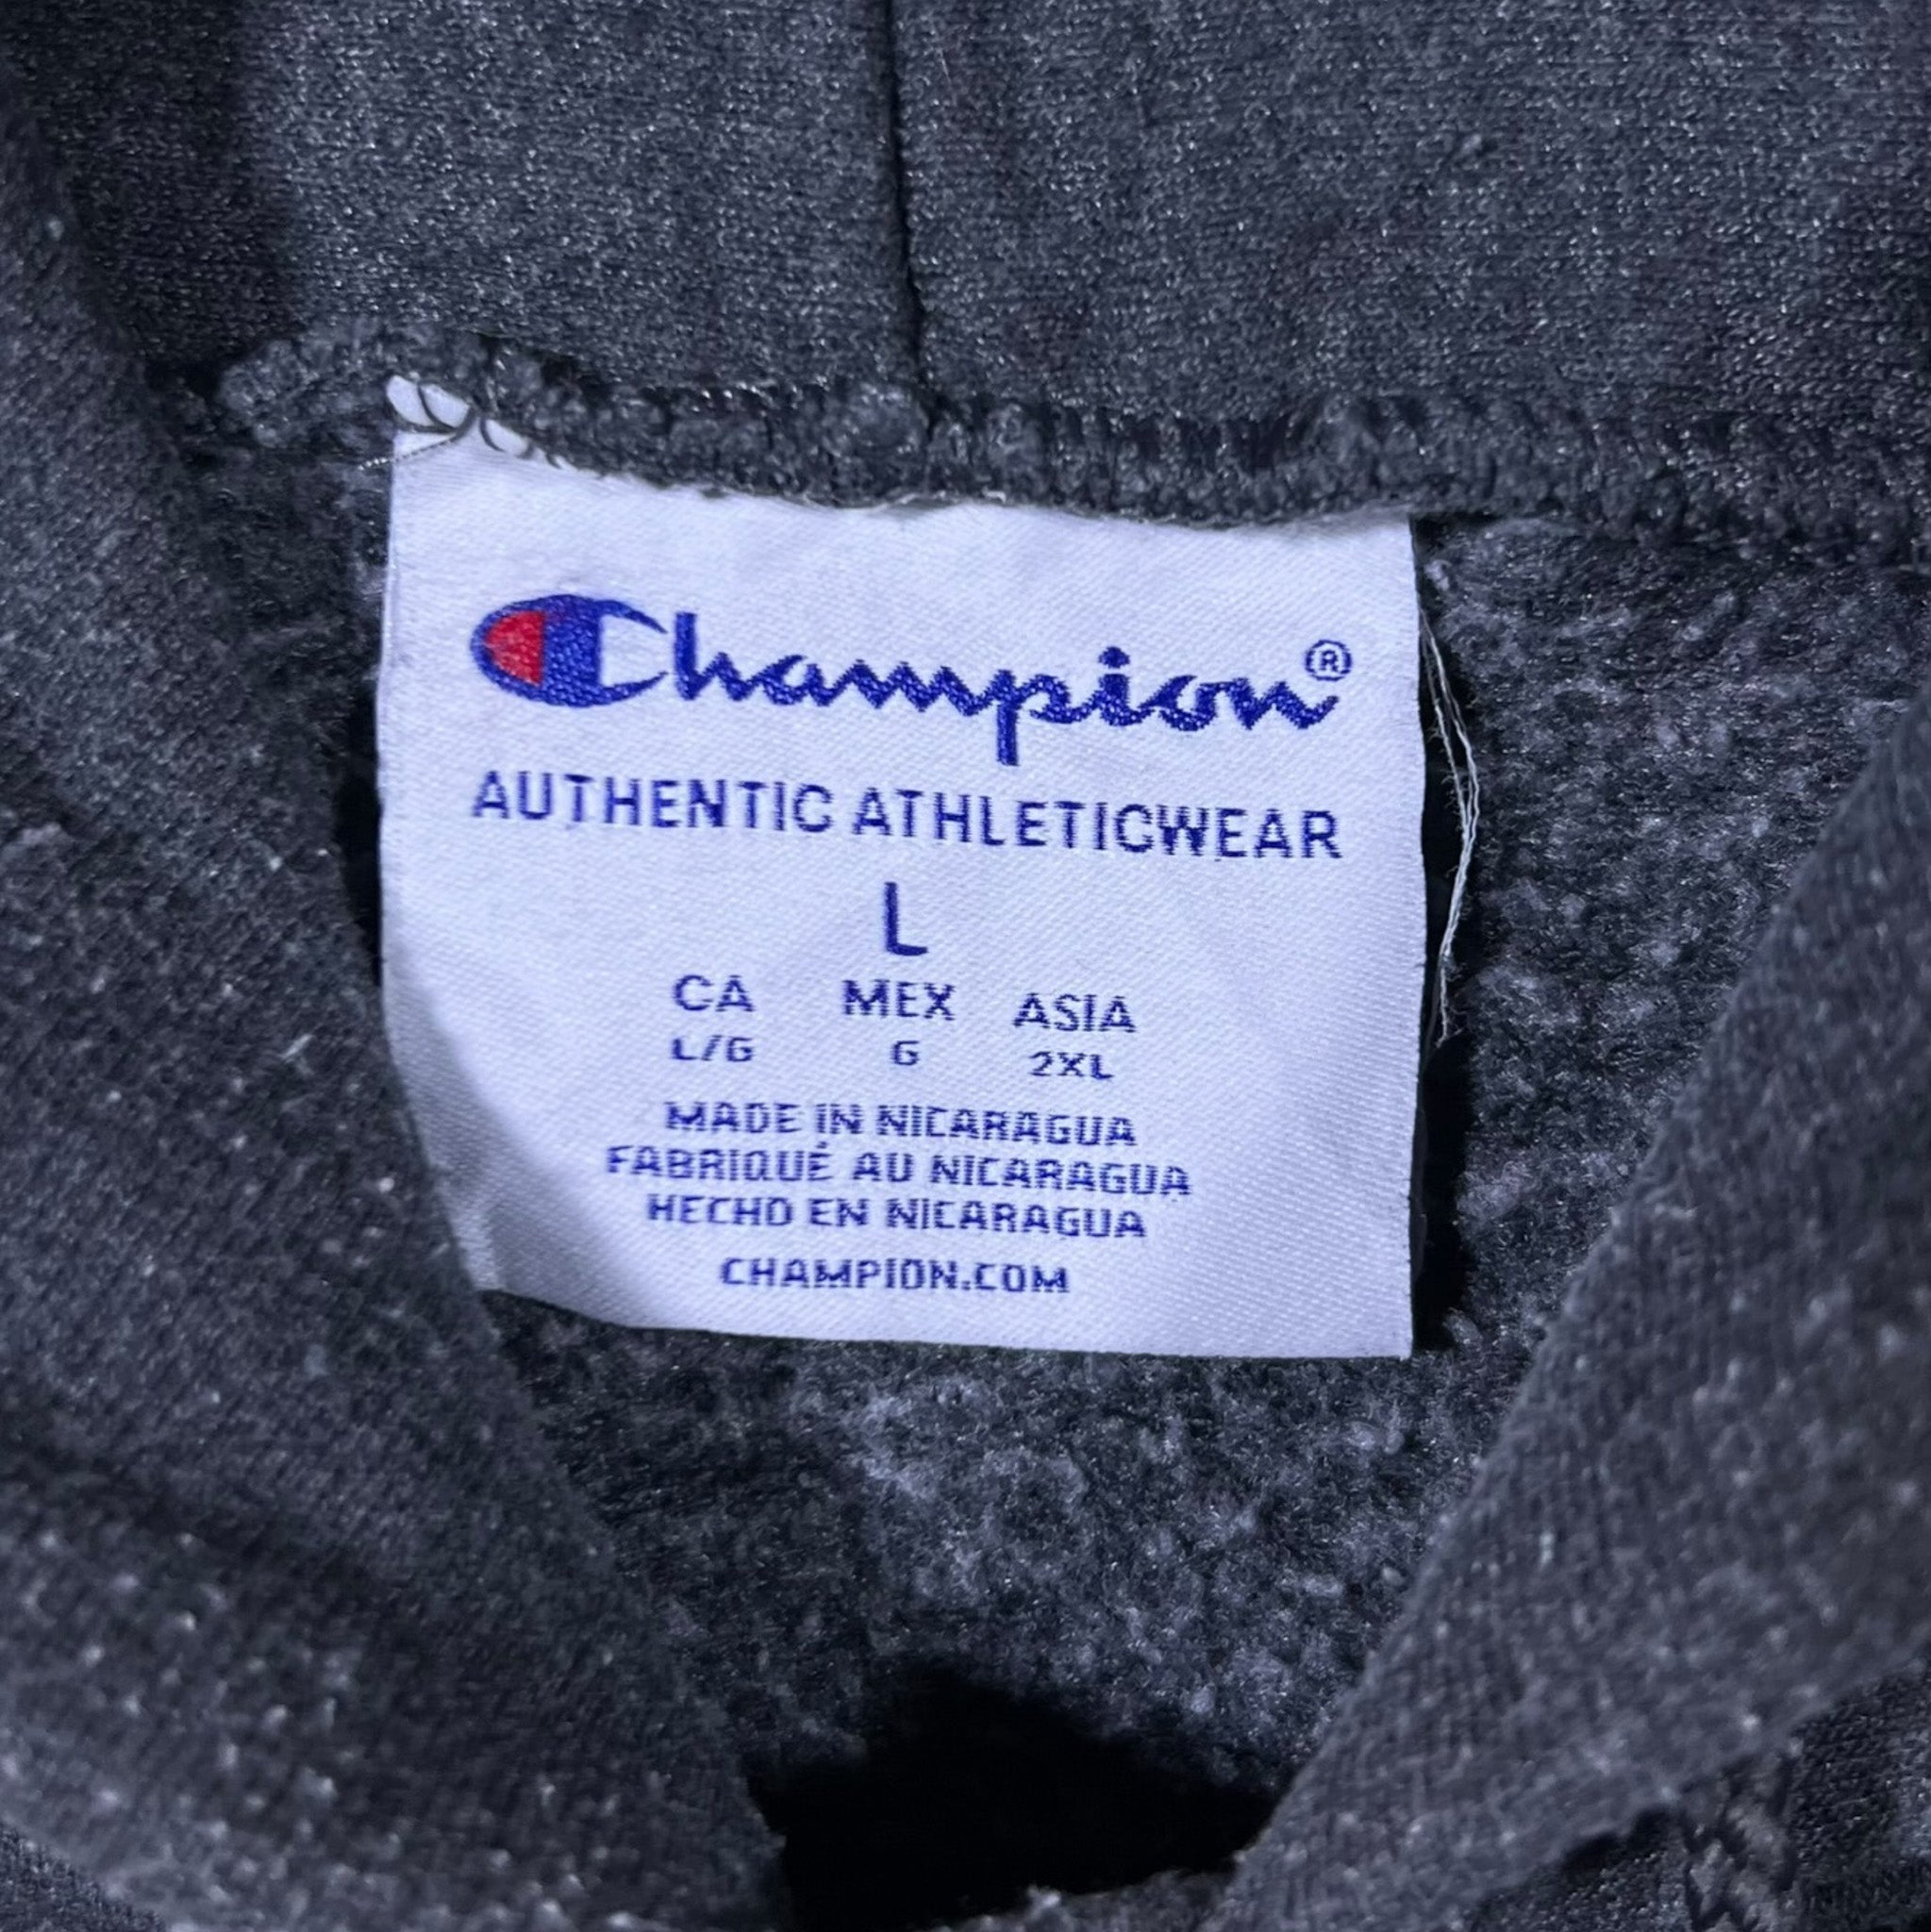 Champion®
AUTHENTIC ATHLETICWEAR
L
CA MEX ASIA
L/G G 2XL
MADE IN NICARAGUA
FABRIQUÉ AU NICARAGUA
HECHO EN NICARAGUA
CHAMPION.COM